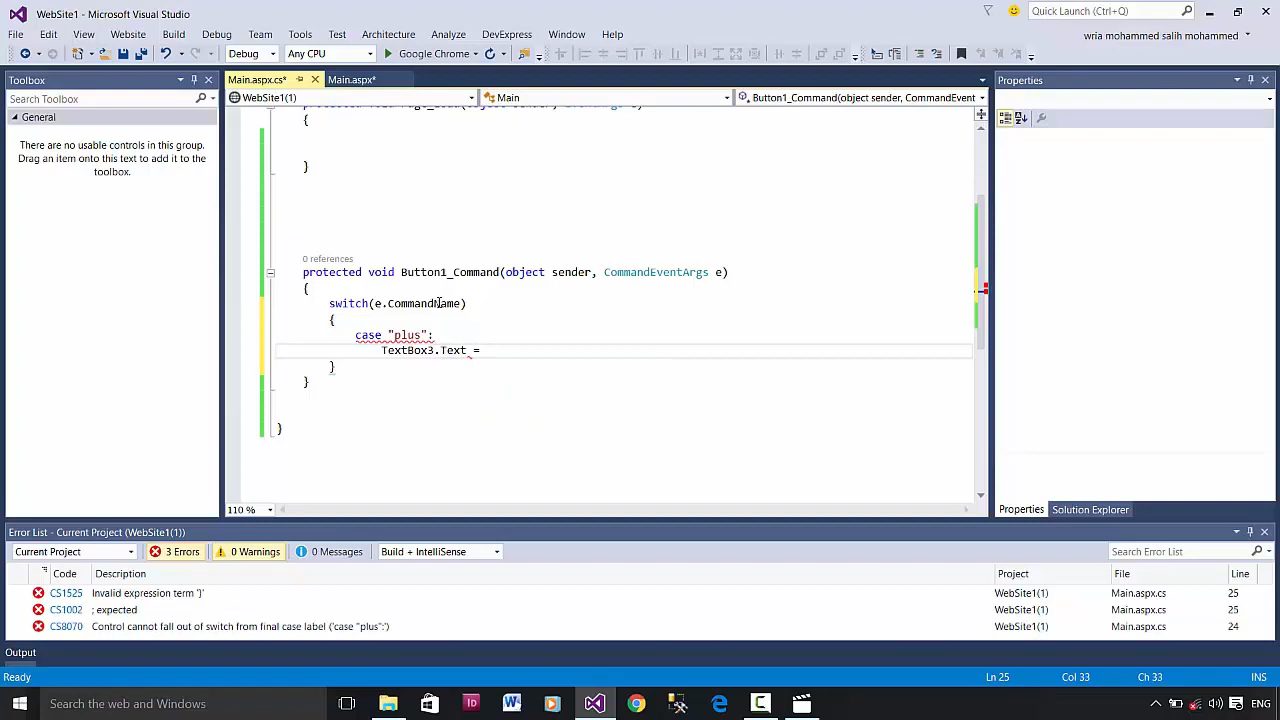 WebSite1 - Microsoft Visual Studio
Quick Launch (Ctrl+Q)
File Edit View Website Build Debug Team Tools Test Architecture Analyze DevExpress Window Help
wria mohammed salih mohammed
Debug Any CPU Google Chrome
Toolbox
Main.aspx.cs* Main.aspx*
Properties
Search Toolbox
WebSite1(1) Main Button1_Command(object sender, CommandEvent
General
There are no usable controls in this group.
Drag an item onto this text to add it to the
toolbox.
{
}
0 references
protected void Button1_Command(object sender, CommandEventArgs e)
{
switch(e.CommandName)
{
case "plus":
TextBox3.Text =
}
}
}
110 %
Properties Solution Explorer
Error List - Current Project (WebSite1(1))
Current Project 3 Errors 0 Warnings 0 Messages Build + IntelliSense Search Error List
Code Description Project File Line
CS1525 Invalid expression term '}' WebSite1(1) Main.aspx.cs 25
CS1002 ; expected WebSite1(1) Main.aspx.cs 25
CS8070 Control cannot fall out of switch from final case label ('case "plus":') WebSite1(1) Main.aspx.cs 24
Output
Ready Ln 25 Col 33 Ch 33 INS
Search the web and Windows
ENG